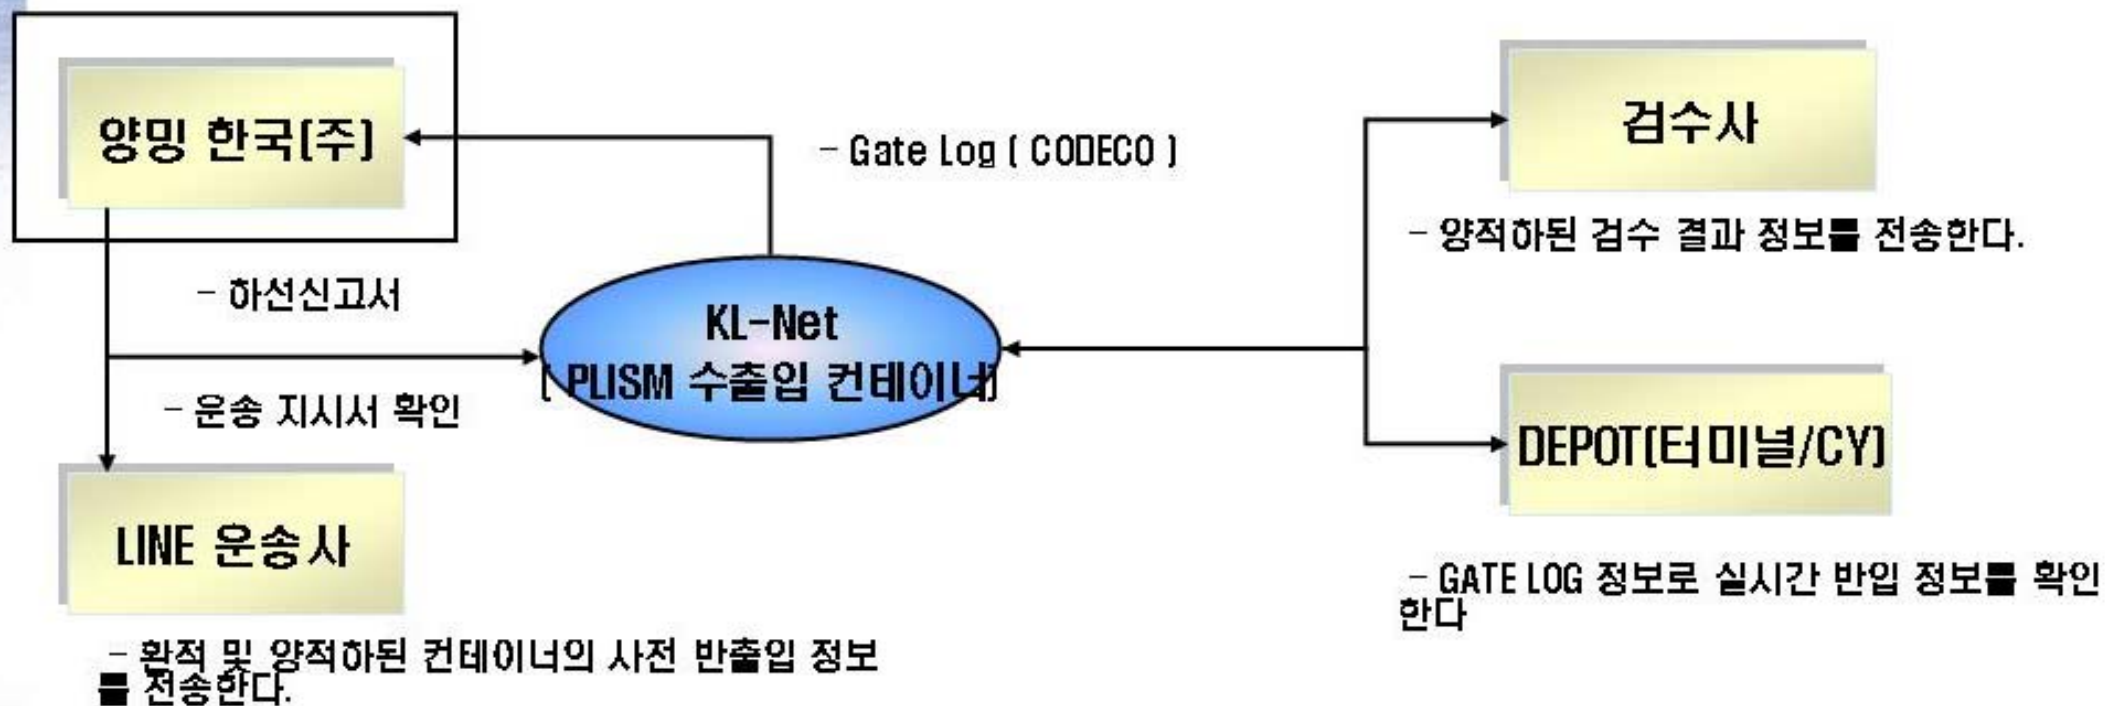 양밍 한국(주)
- Gate Log ( CODECO )
검수사
- 양적하된 검수 결과 정보를 전송한다.
- 하선신고서
KL-Net
( PLISM 수출입 컨테이너)
- 운송 지시서 확인
DEPOT(터미널/CY)
LINE 운송사
- GATE LOG 정보로 실시간 반입 정보를 확인
한다
- 환적 및 양적하된 컨테이너의 사전 반출입 정보
를 전송한다.